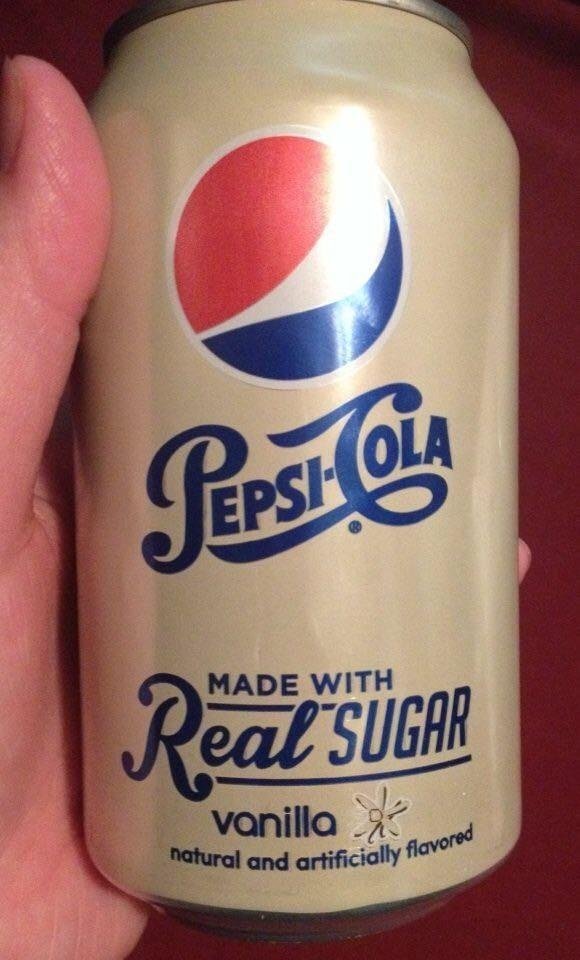 PEPSI-COLA®
MADE WITH
Real SUGAR
vanilla
natural and artificially flavored